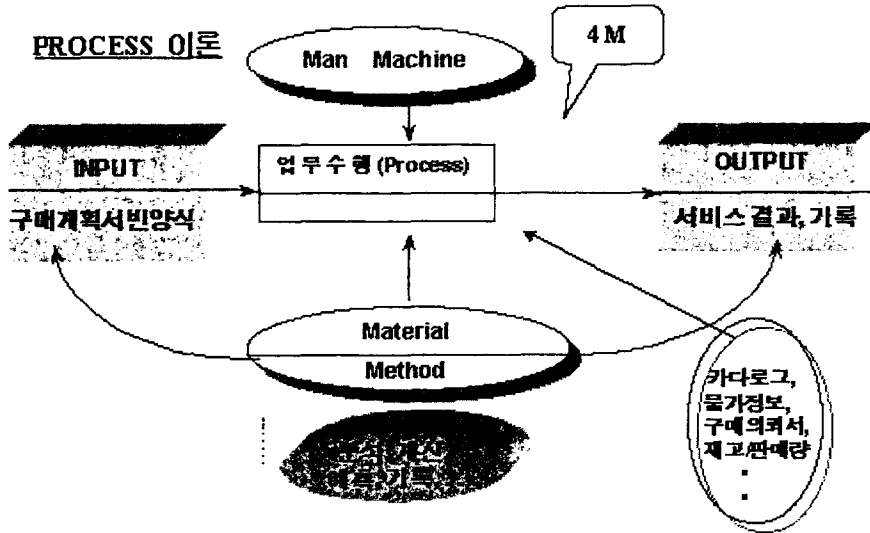 PROCESS 이론
4 M
Man Machine
INPUT
업무수행 (Process)
OUTPUT
구매계획서빈양식
서비스결과, 기록
Material
Method
카다로그,
물가정보,
구매의뢰서,
재고/판매량
기록,